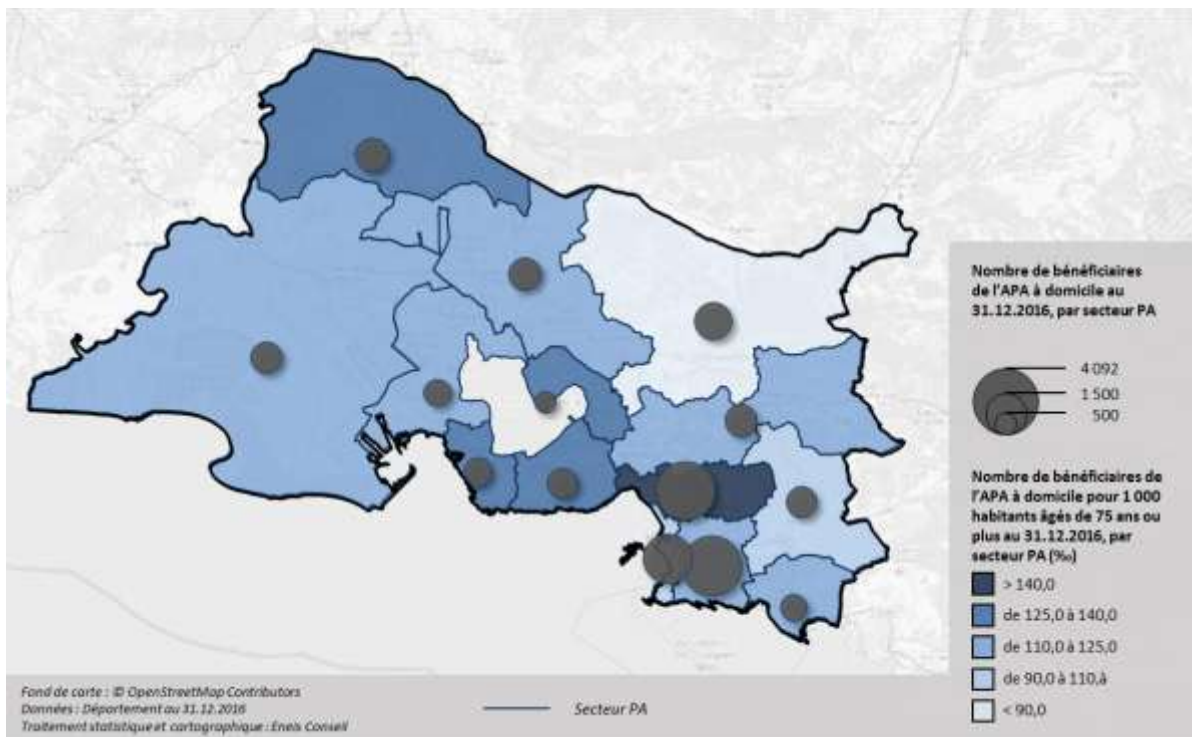 Nombre de bénéficiaires
de l'APA à domicile au
31.12.2016, par secteur PA
4 092
1 500
500
Nombre de bénéficiaires de
l'APA à domicile pour 1 000
habitants âgés de 75 ans ou
plus au 31.12.2016, par
secteur PA (‰)
> 140,0
de 125,0 à 140,0
de 110,0 à 125,0
de 90,0 à 110,à
< 90,0
Fond de carte : © OpenStreetMap Contributors
Données : Département au 31.12.2016
Traitement statistique et cartographique : Eneis Conseil
Secteur PA